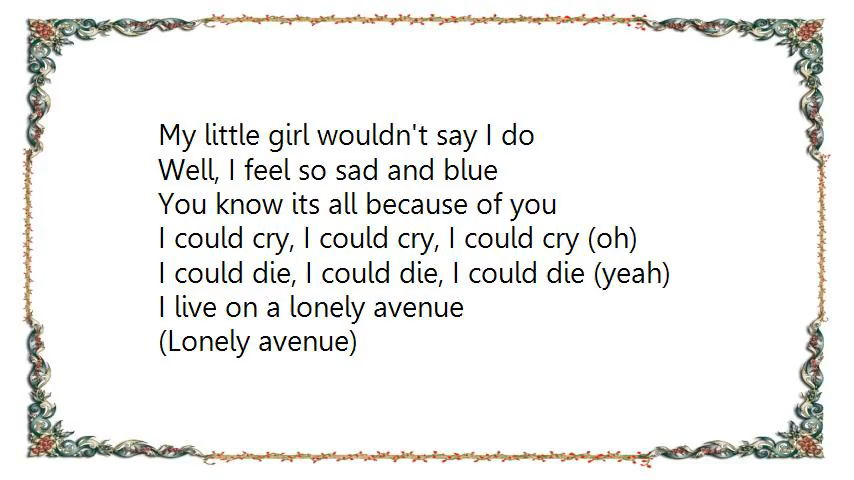 My little girl wouldn't say I do
Well, I feel so sad and blue
You know its all because of you
I could cry, I could cry, I could cry (oh)
I could die, I could die, I could die (yeah)
I live on a lonely avenue
(Lonely avenue)